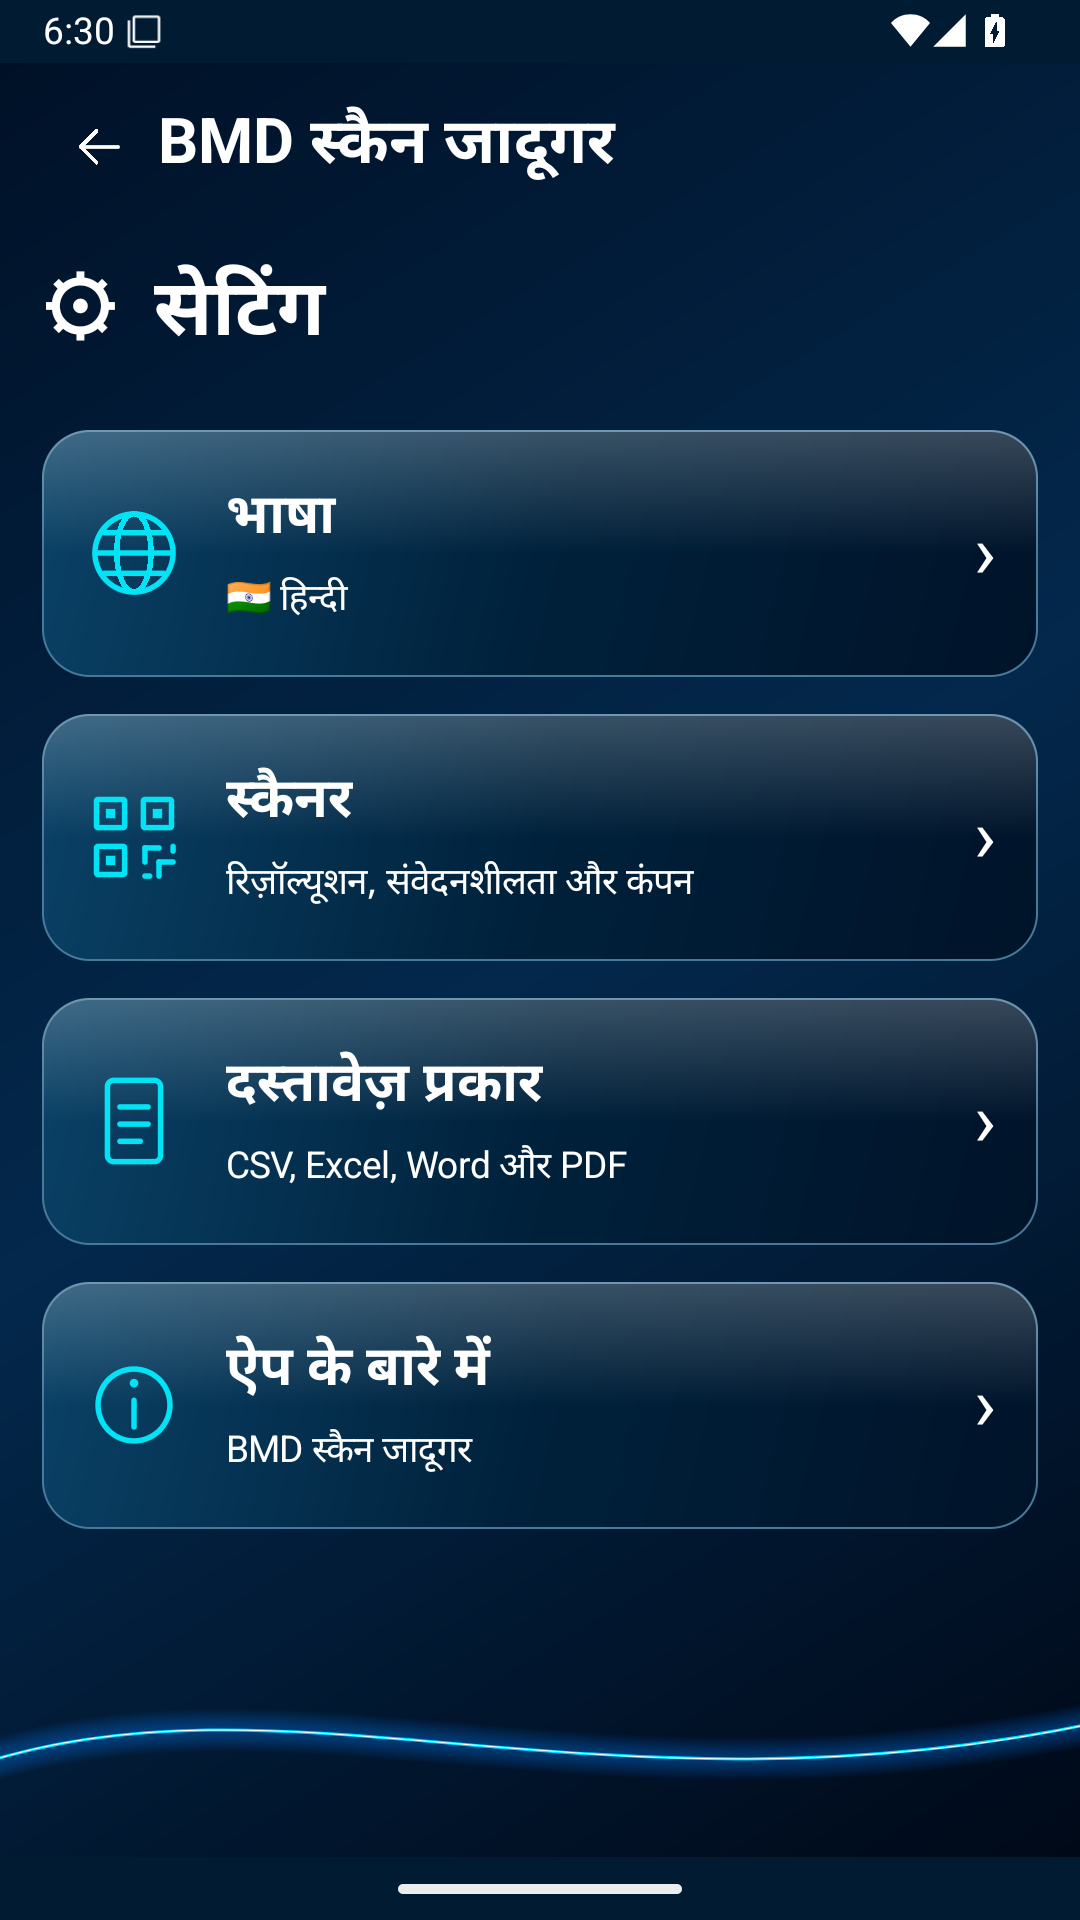 6:30
BMD स्कैन जादूगर
सेटिंग
भाषा
🇮🇳 हिन्दी
स्कैनर
रिज़ॉल्यूशन, संवेदनशीलता और कंपन
दस्तावेज़ प्रकार
CSV, Excel, Word और PDF
ऐप के बारे में
BMD स्कैन जादूगर